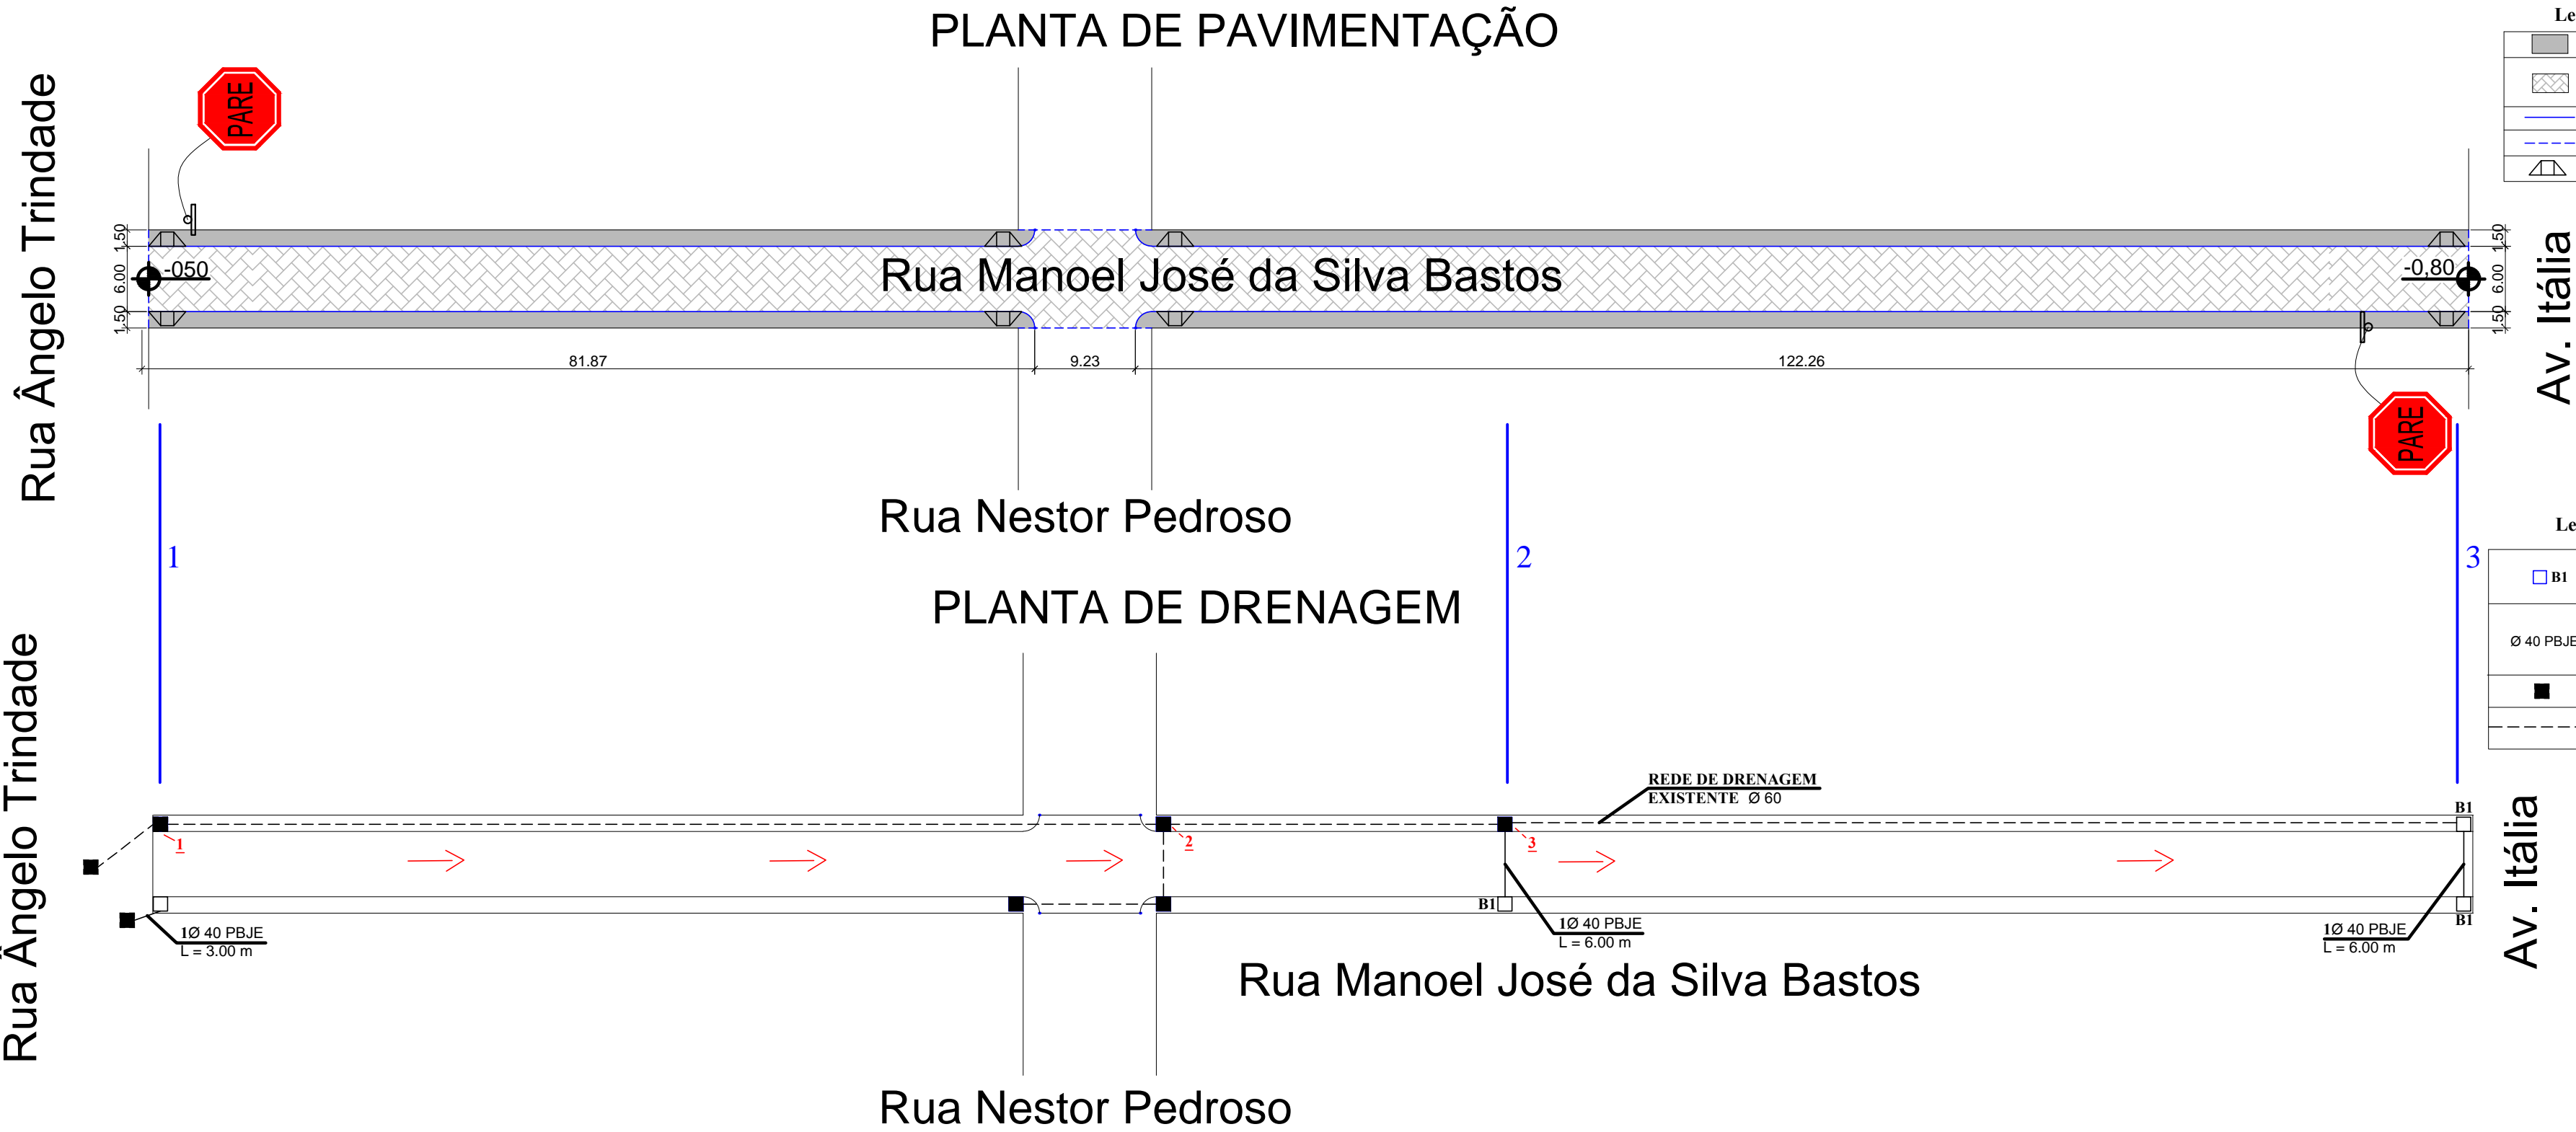 PLANTA DE PAVIMENTAÇÃO
Le
Rua Ângelo Trindade
PARE
1.50
6.00
1.50
-050
Rua Manoel José da Silva Bastos
-0,80
1.50
6.00
1.50
Av. Itália
81.87
9.23
122.26
PARE
Rua Nestor Pedroso
1
2
3
Le
B1
Ø 40 PBJE
PLANTA DE DRENAGEM
Rua Ângelo Trindade
REDE DE DRENAGEM
EXISTENTE Ø 60
B1
1
2
3
Av. Itália
B1
B1
1Ø 40 PBJE
L = 3.00 m
1Ø 40 PBJE
L = 6.00 m
1Ø 40 PBJE
L = 6.00 m
Rua Manoel José da Silva Bastos
Rua Nestor Pedroso